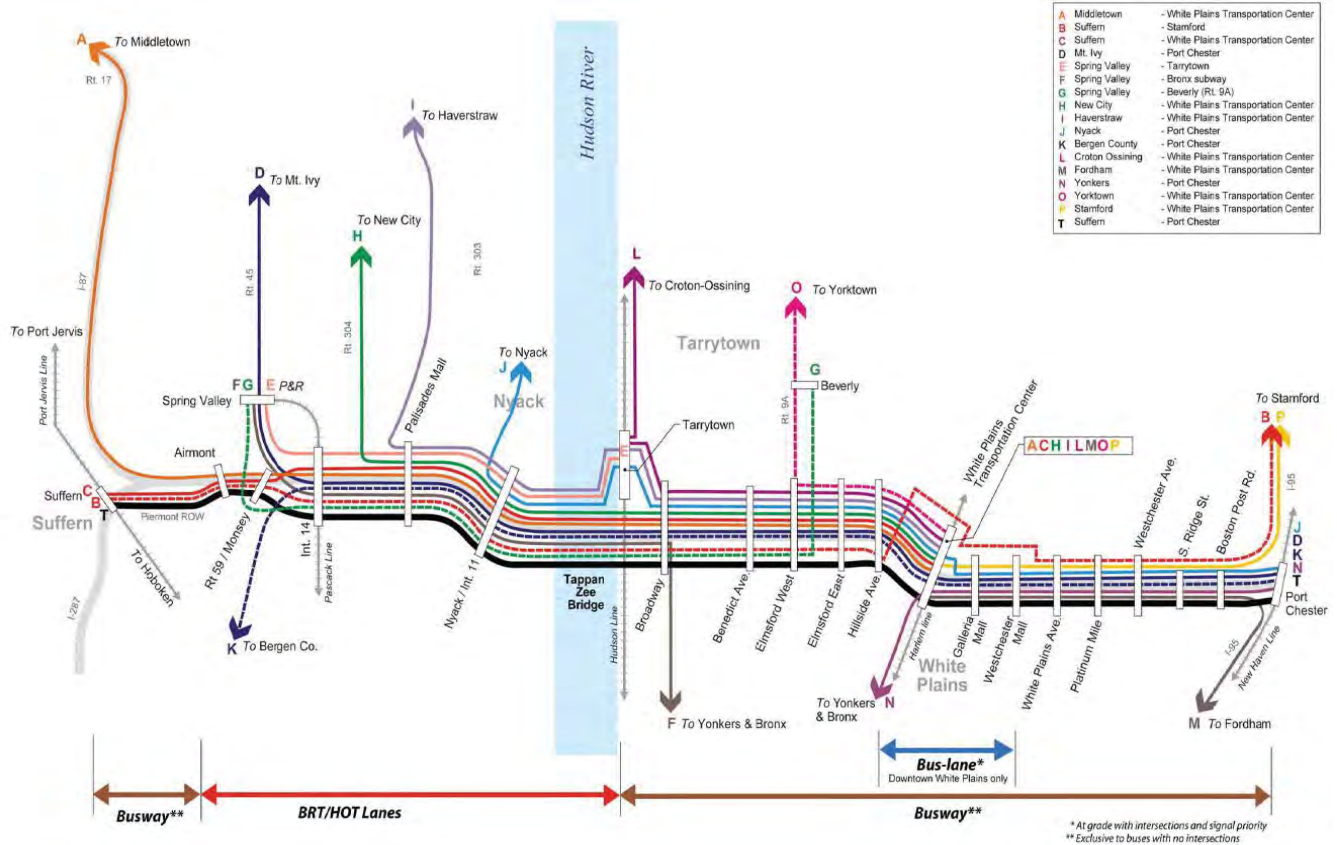 A Middletown - White Plains Transportation Center
B Suffern - Stamford
C Suffern - White Plains Transportation Center
D Mt. Ivy - Port Chester
E Spring Valley - Tarrytown
F Spring Valley - Bronx subway
G Spring Valley - Beverly (Rt. 9A)
H New City - White Plains Transportation Center
I Haverstraw - White Plains Transportation Center
J Nyack - Port Chester
K Bergen County - Port Chester
L Croton Ossining - White Plains Transportation Center
M Fordham - White Plains Transportation Center
N Yonkers - Port Chester
O Yorktown - White Plains Transportation Center
P Stamford - White Plains Transportation Center
T Suffern - Port Chester
A To Middletown
Rt. 17
I-87
I
To Haverstraw
Hudson River
D To Mt. Ivy
Rt. 45
To New City
H
Rt. 304
Rt. 303
L
To Croton-Ossining
O To Yorktown
Tarrytown
To Port Jervis
Port Jervis Line
To Nyack
J
Nyack
G
Beverly
Rt. 9A
F G E P&R
Spring Valley
Palisades Mall
Tarrytown
E
White Plains
Transportation Center
A C H I L M O P
To Stamford
B P
I-95
Airmont
Suffern
C
B
T
Suffern
Piermont ROW
To Hoboken
I-287
Rt 59 / Monsey
Int. 14
Pascack Line
K To Bergen Co.
Nyack / Int. 11
Tappan
Zee
Bridge
Hudson Line
Broadway
Benedict Ave.
Elmsford West
Elmsford East
Hillside Ave.
Harlem line
White
Plains
Galleria
Mall
Westchester
Mall
White Plains Ave.
Platinum Mile
Westchester Ave.
S. Ridge St.
Boston Post Rd.
J
D
K
N
T
Port
Chester
I-95
New Haven Line
F To Yonkers & Bronx
To Yonkers N
& Bronx
M To Fordham
Bus-lane*
Downtown White Plains only
Busway**
BRT/HOT Lanes
Busway**
* At grade with intersections and signal priority
** Exclusive to buses with no intersections